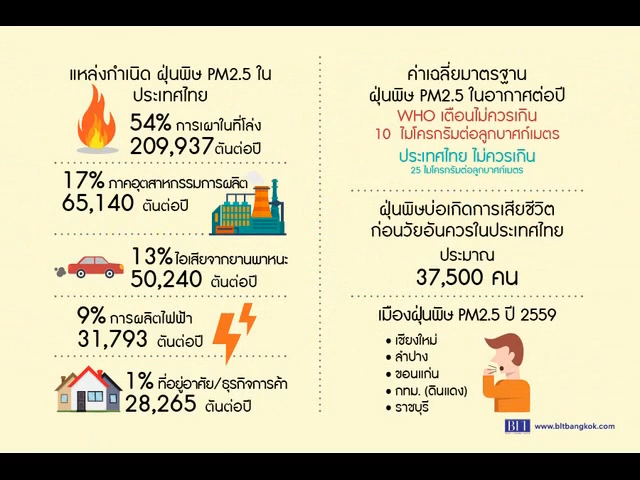 แหล่งกำเนิด ฝุ่นพิษ PM2.5 ใน
ประเทศไทย
54% การเผาในที่โล่ง
209,937 ตันต่อปี
17% ภาคอุตสาหกรรมการผลิต
65,140 ตันต่อปี
13% ไอเสียจากยานพาหนะ
50,240 ตันต่อปี
9% การผลิตไฟฟ้า
31,793 ตันต่อปี
1% ที่อยู่อาศัย/ธุรกิจการค้า
28,265 ตันต่อปี
ค่าเฉลี่ยมาตรฐาน
ฝุ่นพิษ PM2.5 ในอากาศต่อปี
WHO เตือนไม่ควรเกิน
10 ไมโครกรัมต่อลูกบาศก์เมตร
ประเทศไทย ไม่ควรเกิน
25 ไมโครกรัมต่อลูกบาศก์เมตร
ฝุ่นพิษบ่อเกิดการเสียชีวิต
ก่อนวัยอันควรในประเทศไทย
ประมาณ
37,500 คน
เมืองฝุ่นพิษ PM2.5 ปี 2559
• เชียงใหม่
• ลำปาง
• ขอนแก่น
• กทม. (ดินแดง)
• ราชบุรี
BLT www.bltbangkok.com